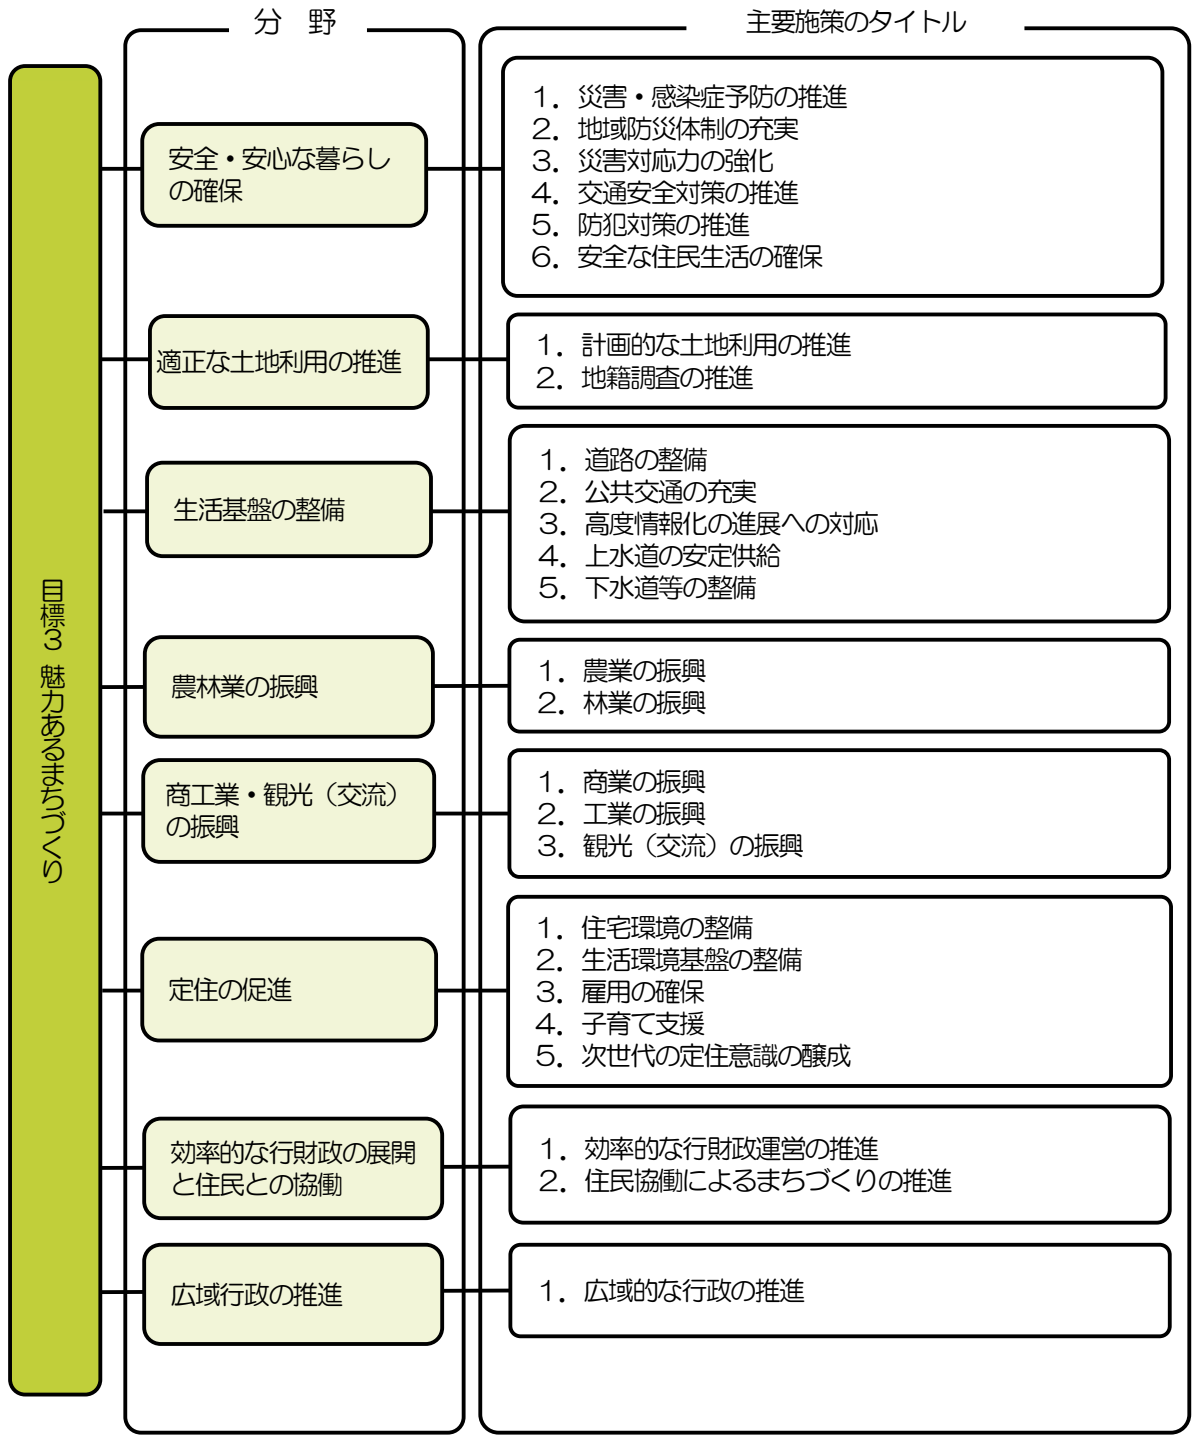 分　野
主要施策のタイトル
目標３ 魅力あるまちづくり
安全・安心な暮らし
の確保
１．災害・感染症予防の推進
２．地域防災体制の充実
３．災害対応力の強化
４．交通安全対策の推進
５．防犯対策の推進
６．安全な住民生活の確保
適正な土地利用の推進
１．計画的な土地利用の推進
２．地籍調査の推進
生活基盤の整備
１．道路の整備
２．公共交通の充実
３．高度情報化の進展への対応
４．上水道の安定供給
５．下水道等の整備
農林業の振興
１．農業の振興
２．林業の振興
商工業・観光（交流）
の振興
１．商業の振興
２．工業の振興
３．観光（交流）の振興
定住の促進
１．住宅環境の整備
２．生活環境基盤の整備
３．雇用の確保
４．子育て支援
５．次世代の定住意識の醸成
効率的な行財政の展開
と住民との協働
１．効率的な行財政運営の推進
２．住民協働によるまちづくりの推進
広域行政の推進
１．広域的な行政の推進